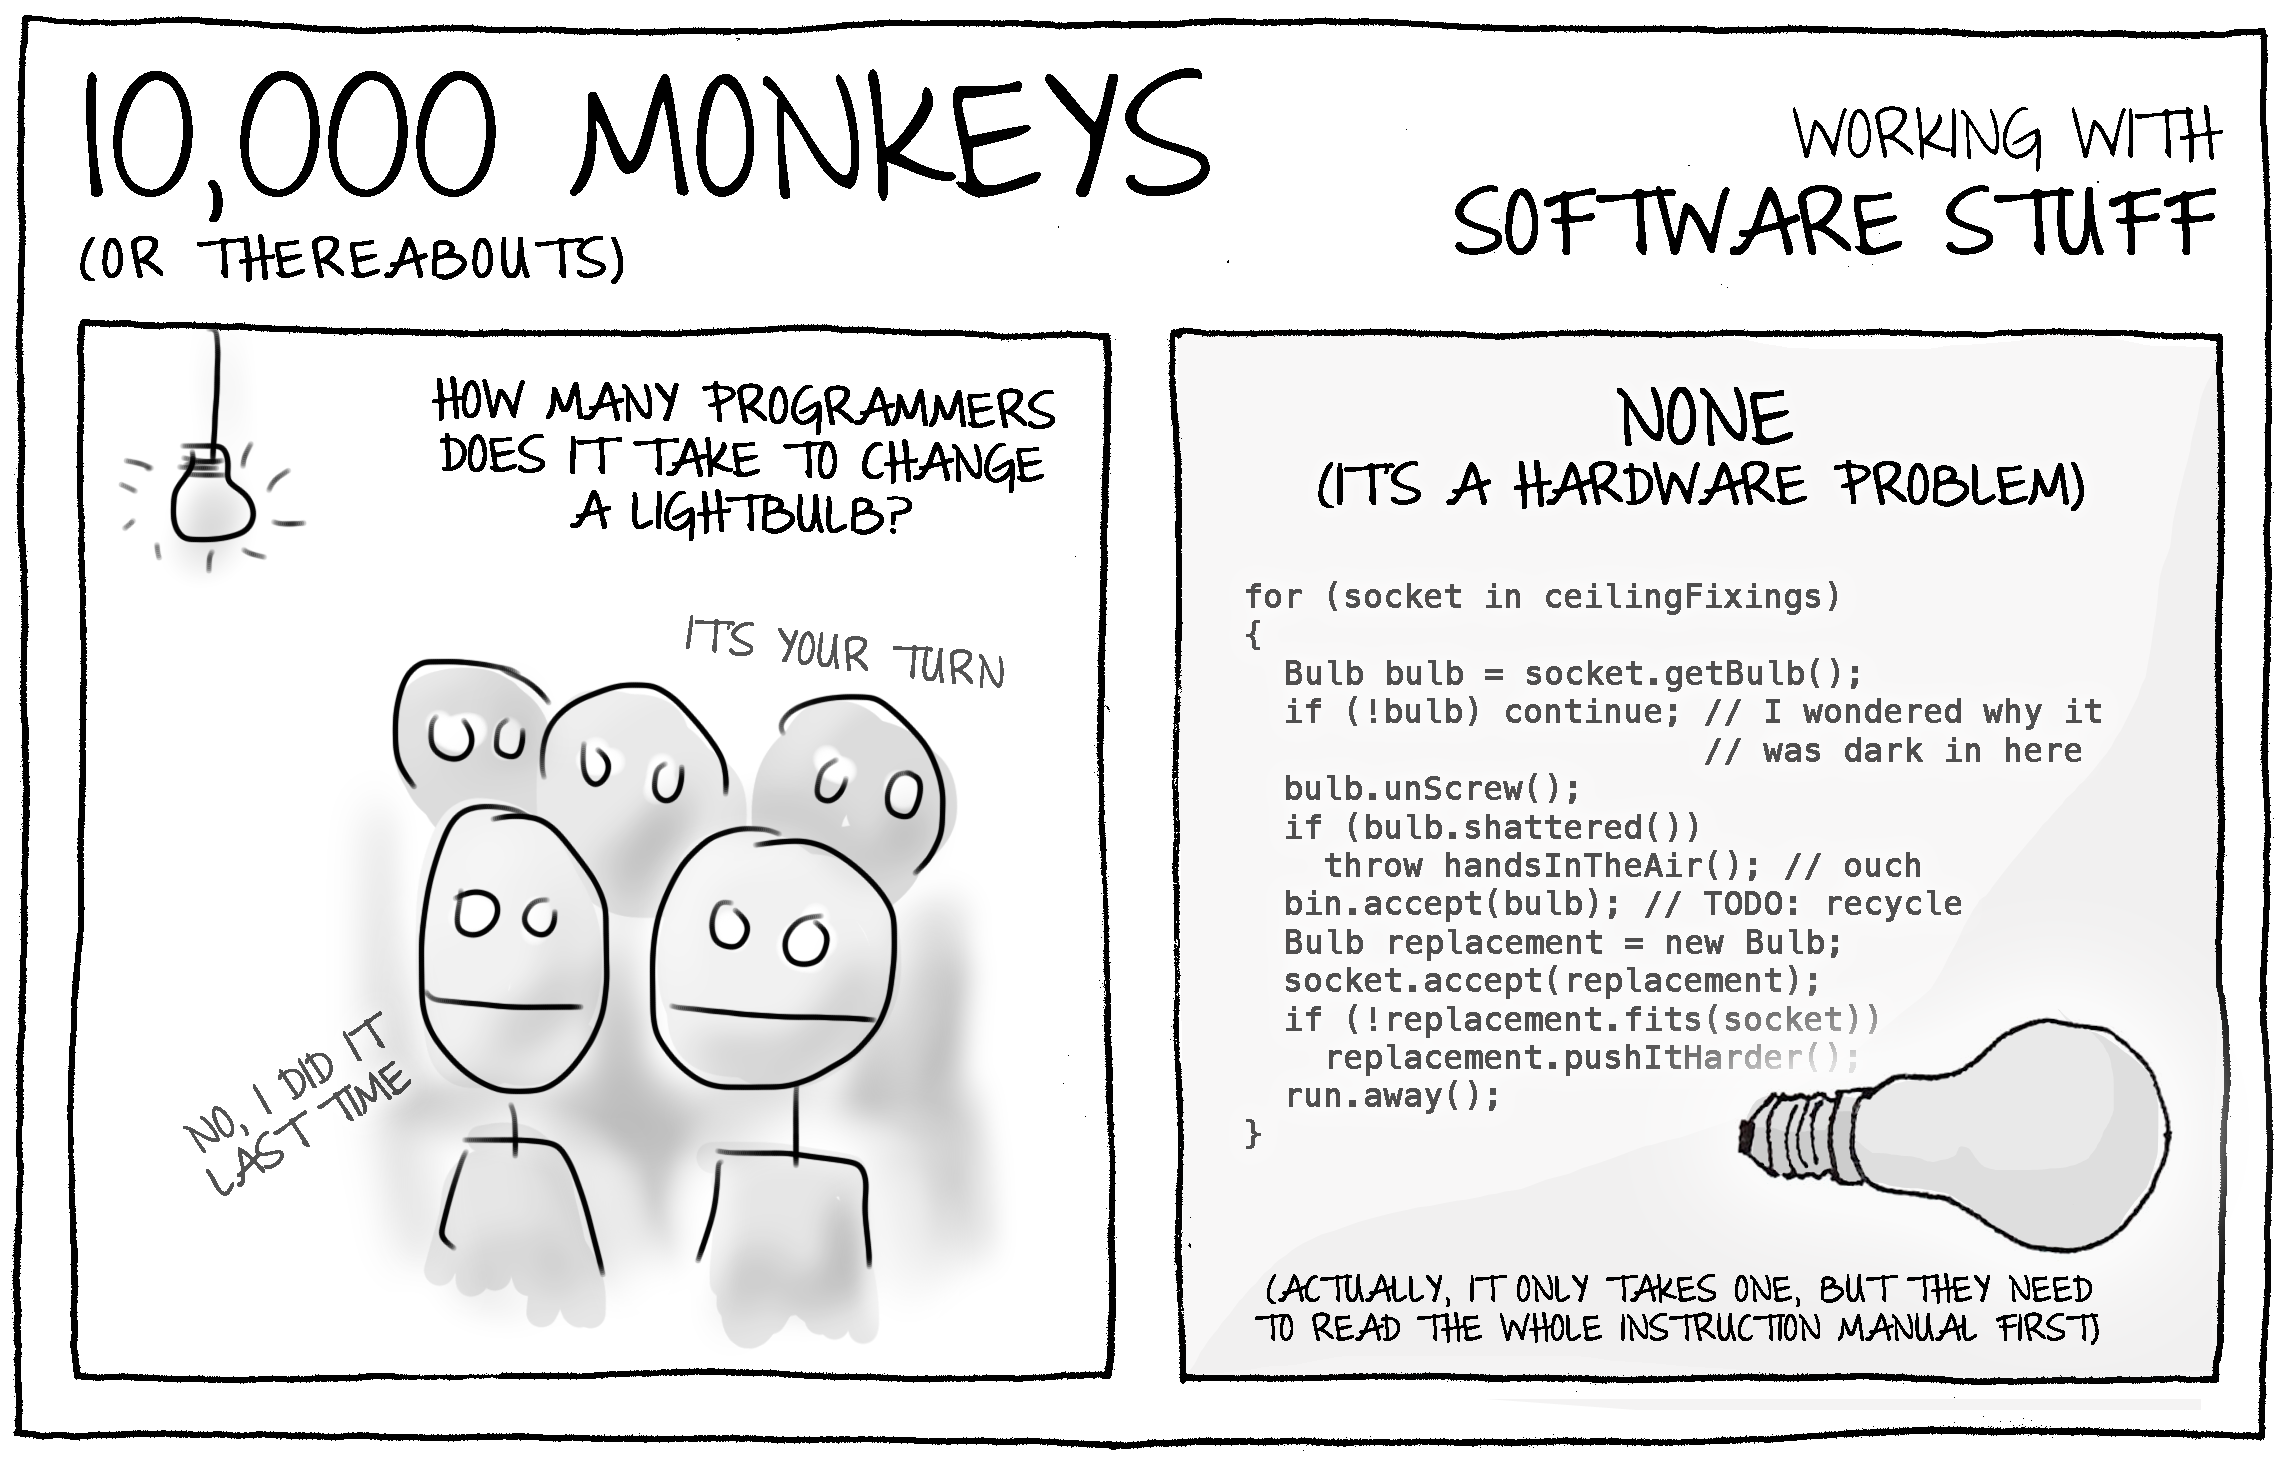 10,000 MONKEYS
(OR THEREABOUTS)
WORKING WITH
SOFTWARE STUFF
HOW MANY PROGRAMMERS
DOES IT TAKE TO CHANGE
A LIGHTBULB?
IT'S YOUR TURN
NO, I DID IT
LAST TIME
NONE
(IT'S A HARDWARE PROBLEM)
for (socket in ceilingFixings)
{
  Bulb bulb = socket.getBulb();
  if (!bulb) continue; // I wondered why it
                       // was dark in here
  bulb.unScrew();
  if (bulb.shattered())
    throw handsInTheAir(); // ouch
  bin.accept(bulb); // TODO: recycle
  Bulb replacement = new Bulb;
  socket.accept(replacement);
  if (!replacement.fits(socket))
    replacement.pushItHarder();
  run.away();
}
(ACTUALLY, IT ONLY TAKES ONE, BUT THEY NEED
TO READ THE WHOLE INSTRUCTION MANUAL FIRST)